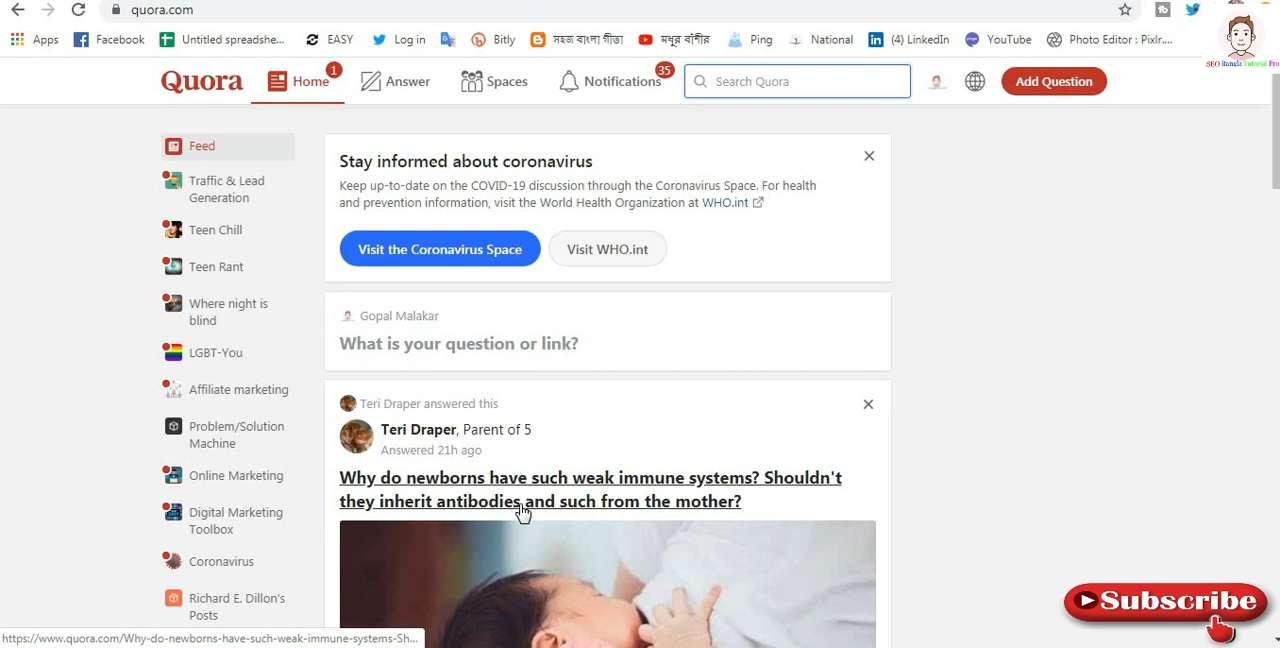 quora.com
Apps Facebook Untitled spreadshe... EASY Log in Bitly সহজ বাংলা গীতা মধুর বাঁশীর Ping National (4) LinkedIn YouTube Photo Editor : Pixlr....
SEO Bangla Tutorial Pro
Quora Home 1 Answer Spaces Notifications 35 Search Quora Add Question
Feed
Traffic & Lead
Generation
Teen Chill
Teen Rant
Where night is
blind
LGBT-You
Affiliate marketing
Problem/Solution
Machine
Online Marketing
Digital Marketing
Toolbox
Coronavirus
Richard E. Dillon's
Posts
Stay informed about coronavirus
Keep up-to-date on the COVID-19 discussion through the Coronavirus Space. For health
and prevention information, visit the World Health Organization at WHO.int
Visit the Coronavirus Space Visit WHO.int
Gopal Malakar
What is your question or link?
Teri Draper answered this
Teri Draper, Parent of 5
Answered 21h ago
Why do newborns have such weak immune systems? Shouldn't
they inherit antibodies and such from the mother?
Subscribe
https://www.quora.com/Why-do-newborns-have-such-weak-immune-systems-Sh...